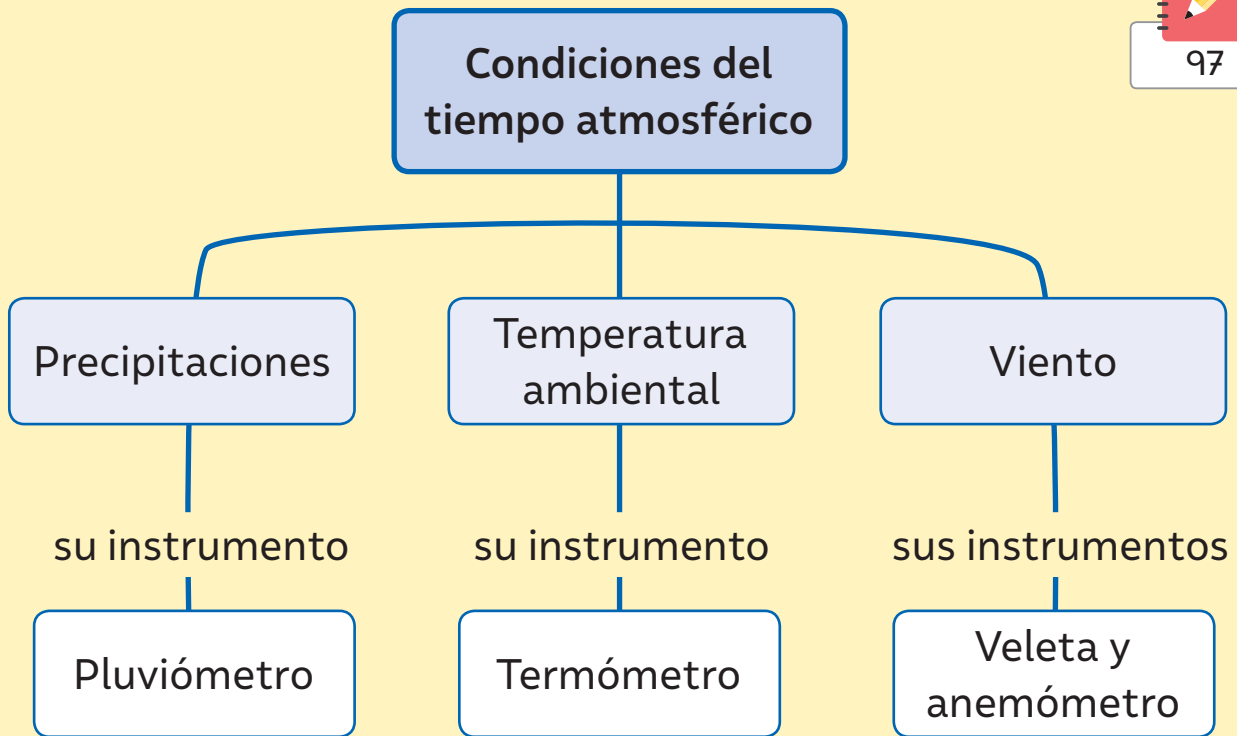 Condiciones del
tiempo atmosférico
97
Precipitaciones
Temperatura
ambiental
Viento
su instrumento
su instrumento
sus instrumentos
Pluviómetro
Termómetro
Veleta y
anemómetro